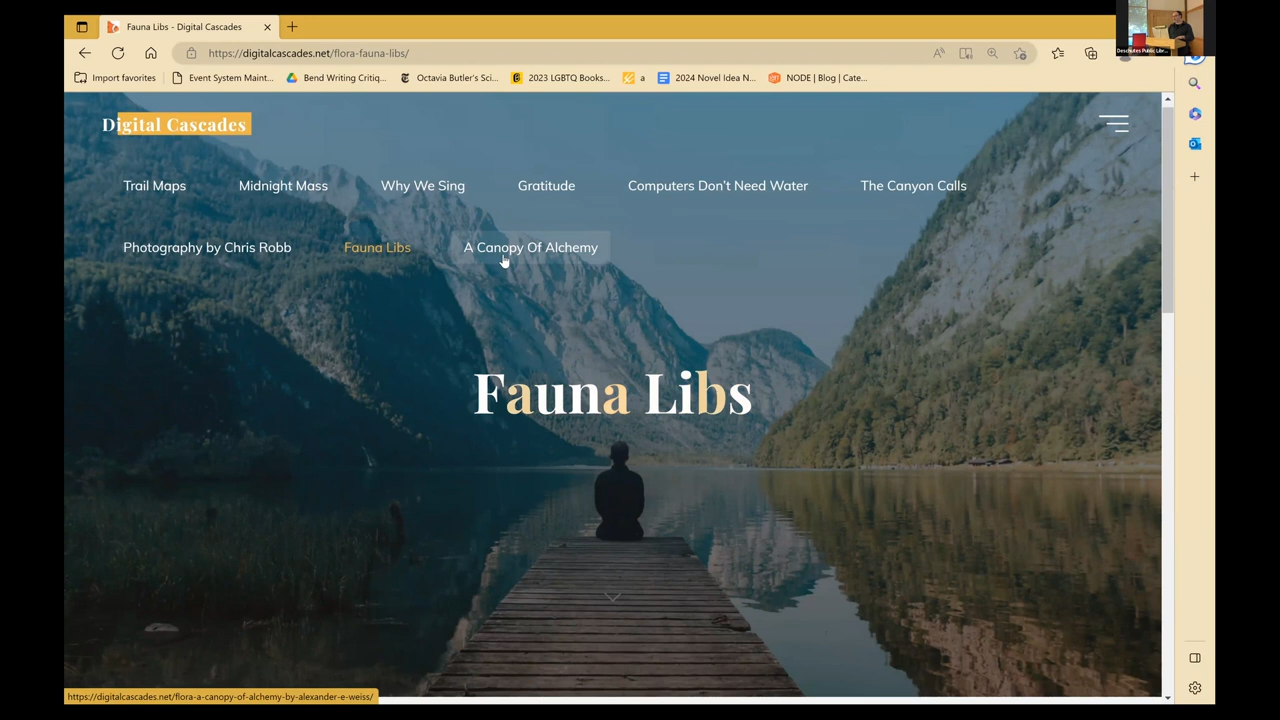 Fauna Libs - Digital Cascades
https://digitalcascades.net/flora-fauna-libs/
Deschutes Public Libr...
Import favorites Event System Maint... Bend Writing Critiq... Octavia Butler's Sci... 2023 LGBTQ Books... a 2024 Novel Idea N... NODE | Blog | Cate...
Digital Cascades
Trail Maps Midnight Mass Why We Sing Gratitude Computers Don't Need Water The Canyon Calls
Photography by Chris Robb Fauna Libs A Canopy Of Alchemy
Fauna Libs
https://digitalcascades.net/flora-a-canopy-of-alchemy-by-alexander-e-weiss/